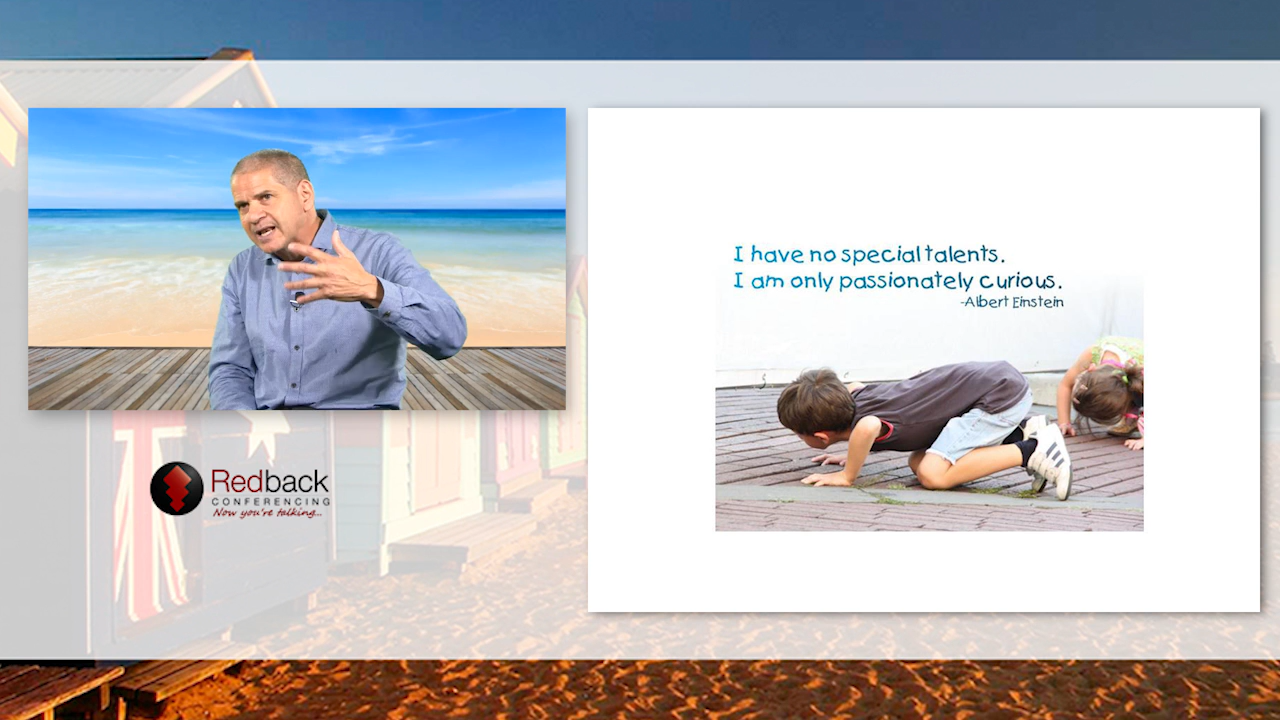 Redback
CONFERENCING
Now you're talking...
I have no special talents.
I am only passionately curious.
-Albert Einstein